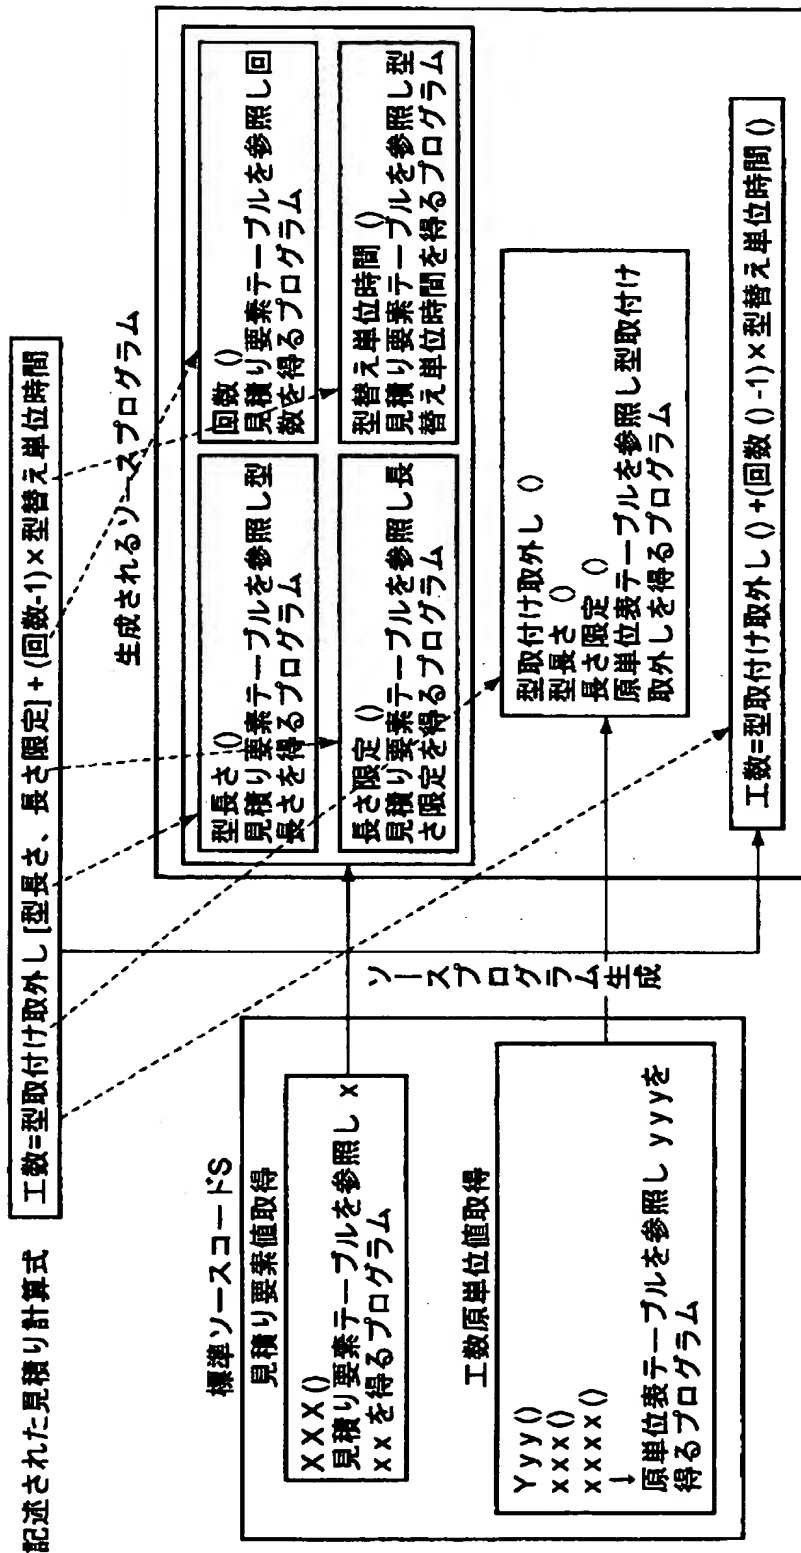 記述された見積り計算式
工数=型取付け取外し [型長さ、長さ限定] + (回数-1) × 型替え単位時間
標準ソースコードS
見積り要素値取得
XXX()
見積り要素テーブルを参照し x
xxを得るプログラム
工数原単位値取得
Yyy()
xxx()
xxxx()
↓
原単位表テーブルを参照し yyyを
得るプログラム
ソースプログラム生成
生成されるソースプログラム
型長さ ()
見積り要素テーブルを参照し型
長さを得るプログラム
回数 ()
見積り要素テーブルを参照し回
数を得るプログラム
長さ限定 ()
見積り要素テーブルを参照し長
さ限定を得るプログラム
型替え単位時間 ()
見積り要素テーブルを参照し型
替え単位時間を得るプログラム
型取付け取外し ()
型長さ ()
長さ限定 ()
原単位表テーブルを参照し型取付け
取外しを得るプログラム
工数=型取付け取外し () +(回数 () -1) × 型替え単位時間 ()